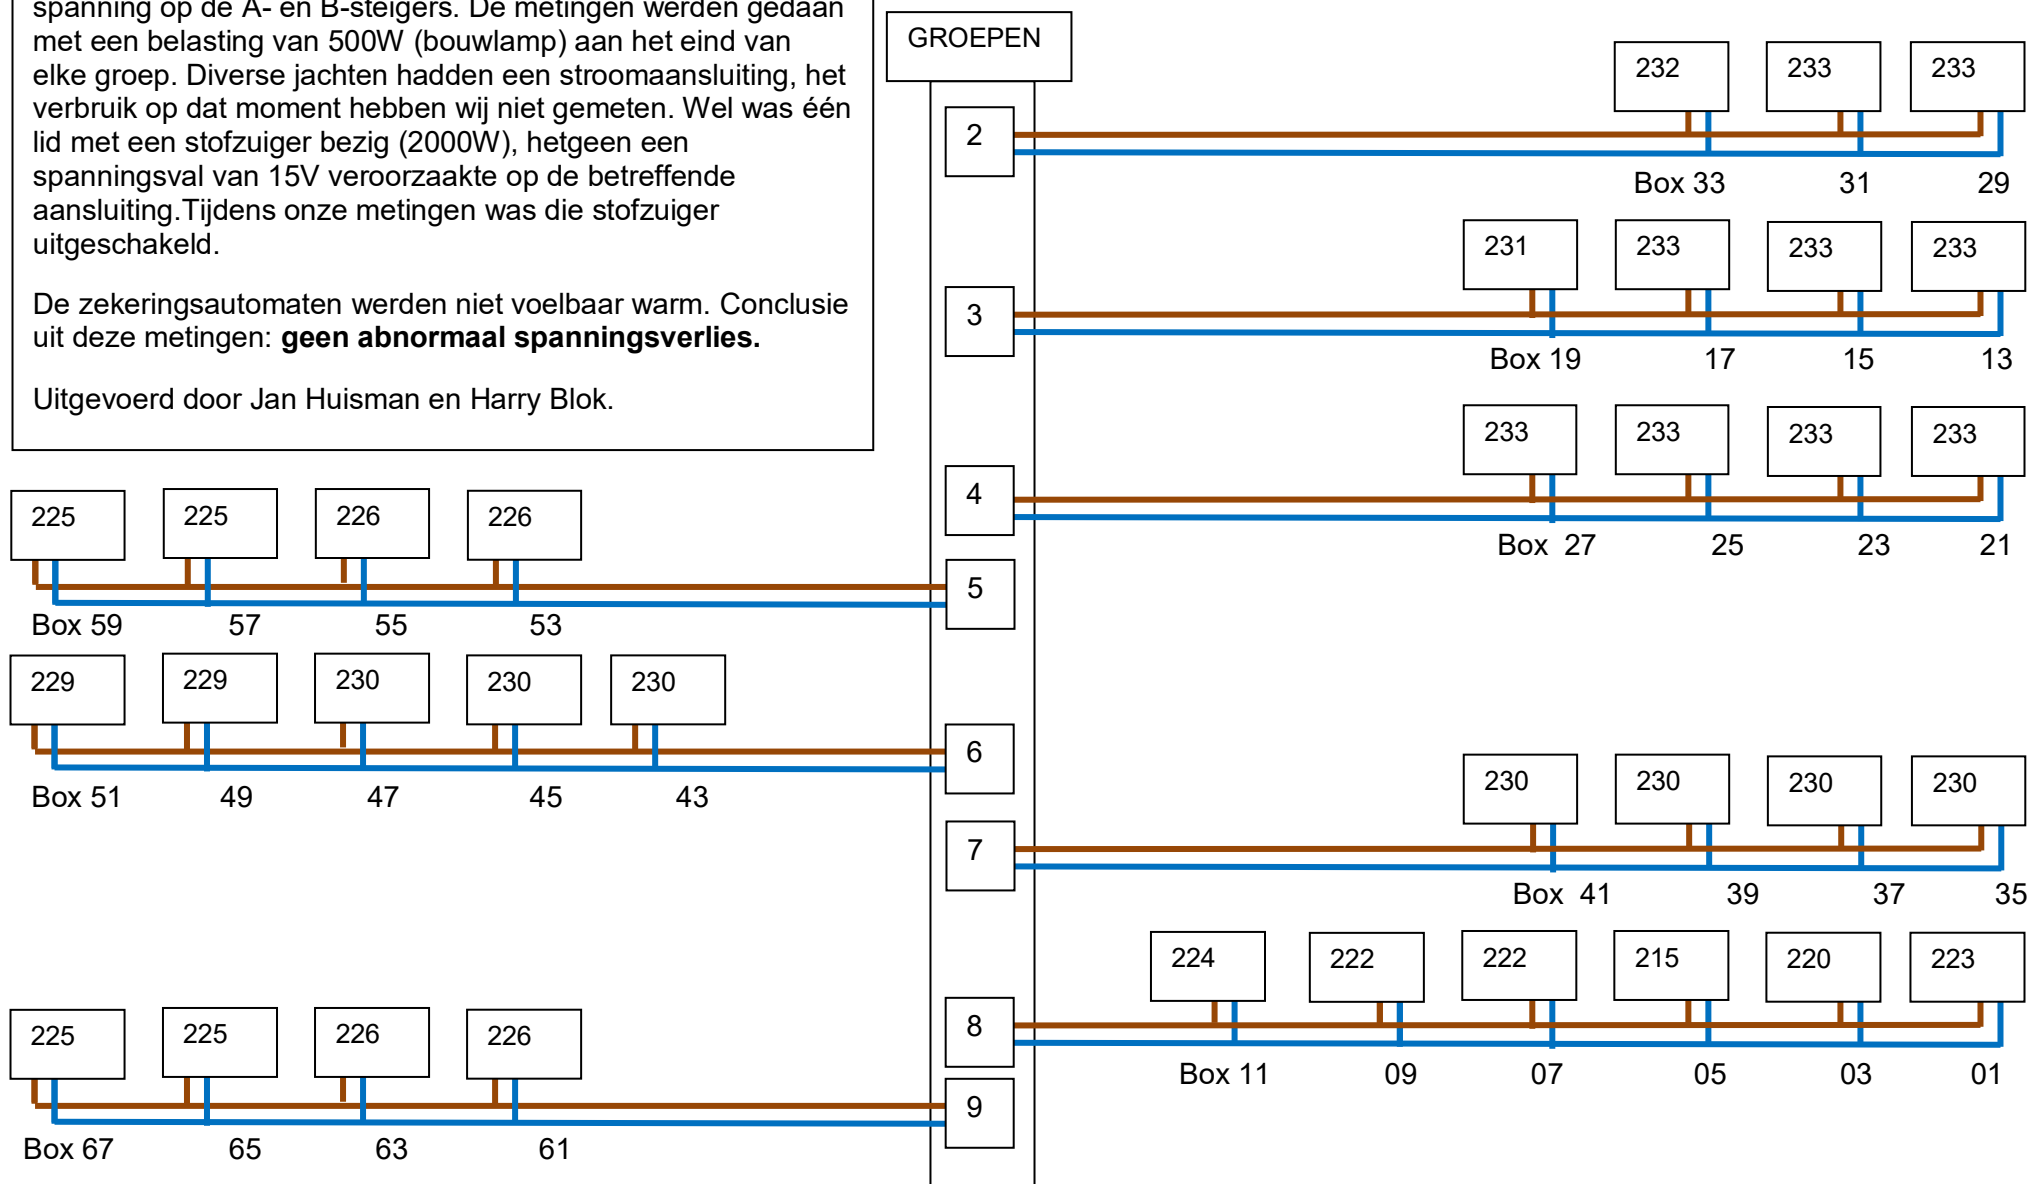 spanning op de A- en B-steigers. De metingen werden gedaan
met een belasting van 500W (bouwlamp) aan het eind van
elke groep. Diverse jachten hadden een stroomaansluiting, het
verbruik op dat moment hebben wij niet gemeten. Wel was één
lid met een stofzuiger bezig (2000W), hetgeen een
spanningsval van 15V veroorzaakte op de betreffende
aansluiting.Tijdens onze metingen was die stofzuiger
uitgeschakeld.
De zekeringsautomaten werden niet voelbaar warm. Conclusie
uit deze metingen: geen abnormaal spanningsverlies.
Uitgevoerd door Jan Huisman en Harry Blok.
GROEPEN
232 233 233
2
Box 33 31 29
231 233 233 233
3
Box 19 17 15 13
233 233 233 233
4
Box 27 25 23 21
225 225 226 226
5
Box 59 57 55 53
229 229 230 230 230
6
Box 51 49 47 45 43
230 230 230 230
7
Box 41 39 37 35
224 222 222 215 220 223
8
Box 11 09 07 05 03 01
225 225 226 226
9
Box 67 65 63 61